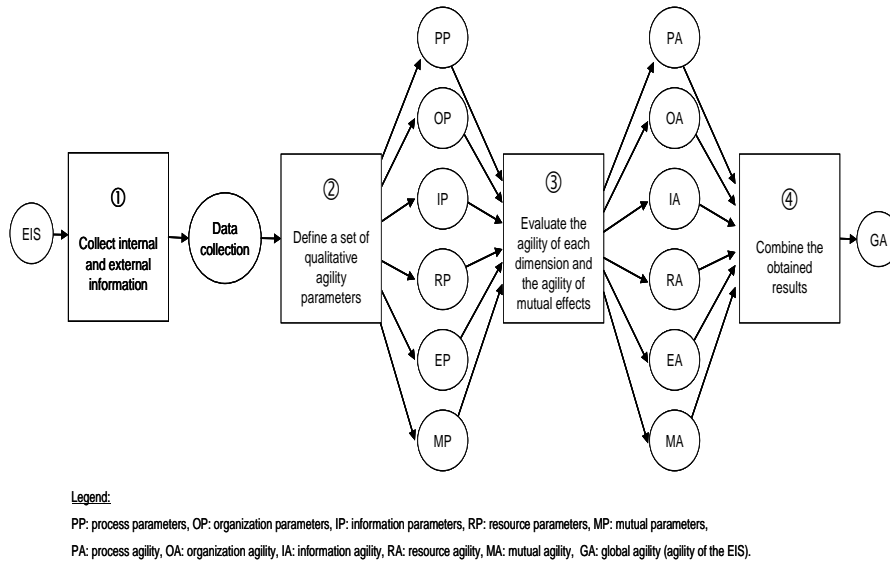 EIS
①
Collect internal
and external
information
Data
collection
②
Define a set of
qualitative
agility
parameters
PP
OP
IP
RP
EP
MP
③
Evaluate the
agility of each
dimension and
the agility of
mutual effects
PA
OA
IA
RA
EA
MA
④
Combine the
obtained
results
GA
Legend:
PP: process parameters, OP: organization parameters, IP: information parameters, RP: resource parameters, MP: mutual parameters,
PA: process agility, OA: organization agility, IA: information agility, RA: resource agility, MA: mutual agility, GA: global agility (agility of the EIS).